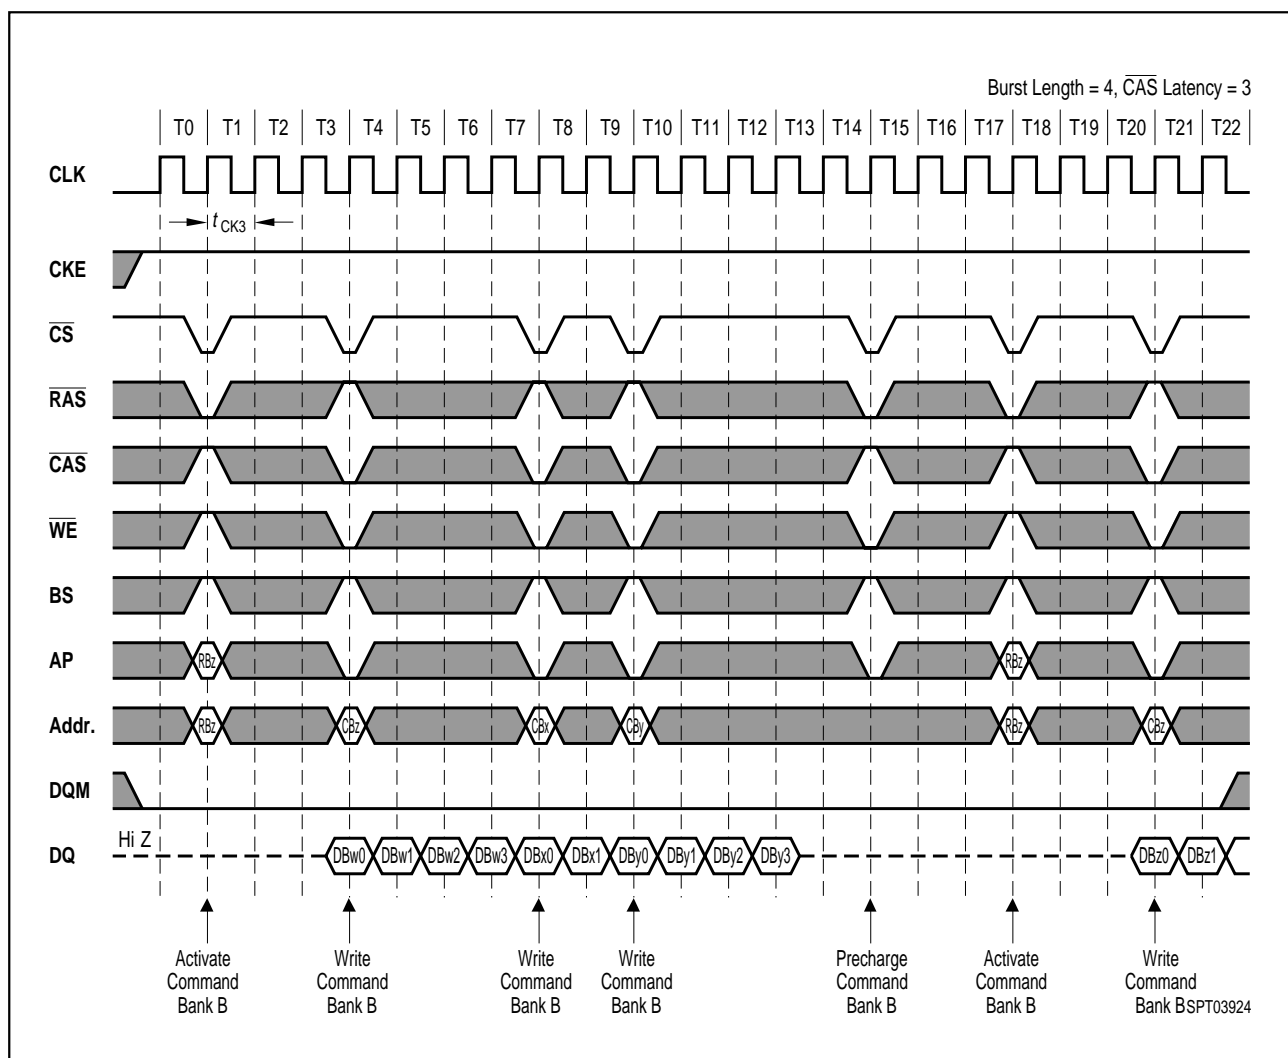 Burst Length = 4, CAS Latency = 3
T0 T1 T2 T3 T4 T5 T6 T7 T8 T9 T10 T11 T12 T13 T14 T15 T16 T17 T18 T19 T20 T21 T22
CLK
t CK3
CKE
CS
RAS
CAS
WE
BS
AP RBz RBz
Addr. RBz CBz CBx CBy RBz CBz
DQM
Hi Z
DQ DBw0 DBw1 DBw2 DBw3 DBx0 DBx1 DBy0 DBy1 DBy2 DBy3 DBz0 DBz1
Activate
Command
Bank B
Write
Command
Bank B
Write
Command
Bank B
Write
Command
Bank B
Precharge
Command
Bank B
Activate
Command
Bank B
Write
Command
Bank B
SPT03924